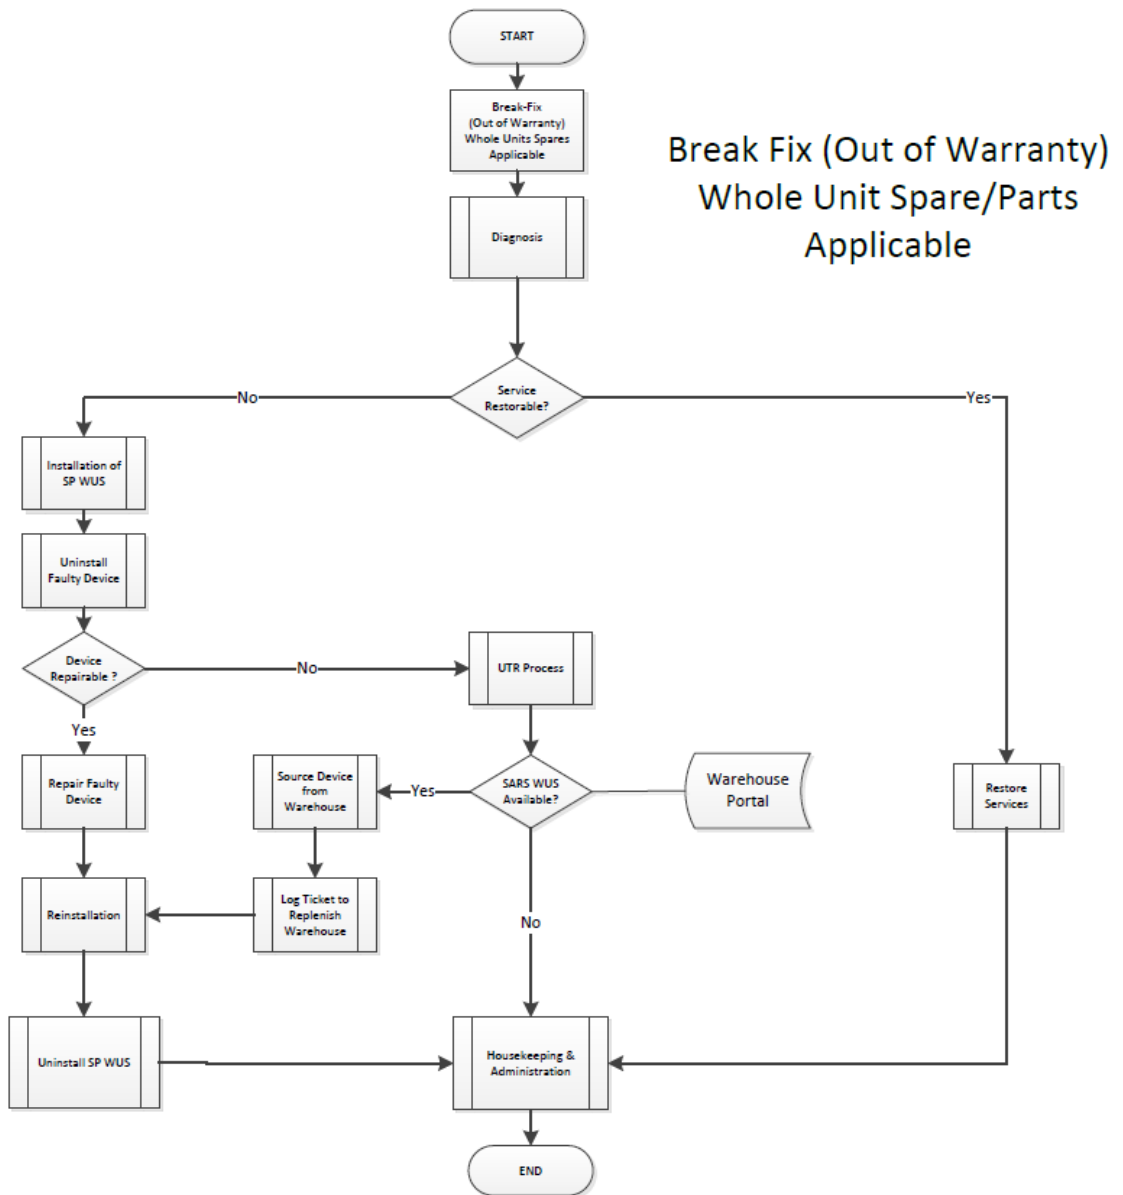 START
Break-Fix
(Out of Warranty)
Whole Units Spares
Applicable
Break Fix (Out of Warranty)
Whole Unit Spare/Parts
Applicable
Diagnosis
Service
Restorable?
No
Yes
Installation of
SP WUS
Uninstall
Faulty Device
Device
Repairable ?
No
UTR Process
Yes
Repair Faulty
Device
Source Device
from
Warehouse
Yes
SARS WUS
Available?
Warehouse
Portal
Restore
Services
Reinstallation
Log Ticket to
Replenish
Warehouse
No
Uninstall SP WUS
Housekeeping &
Administration
END